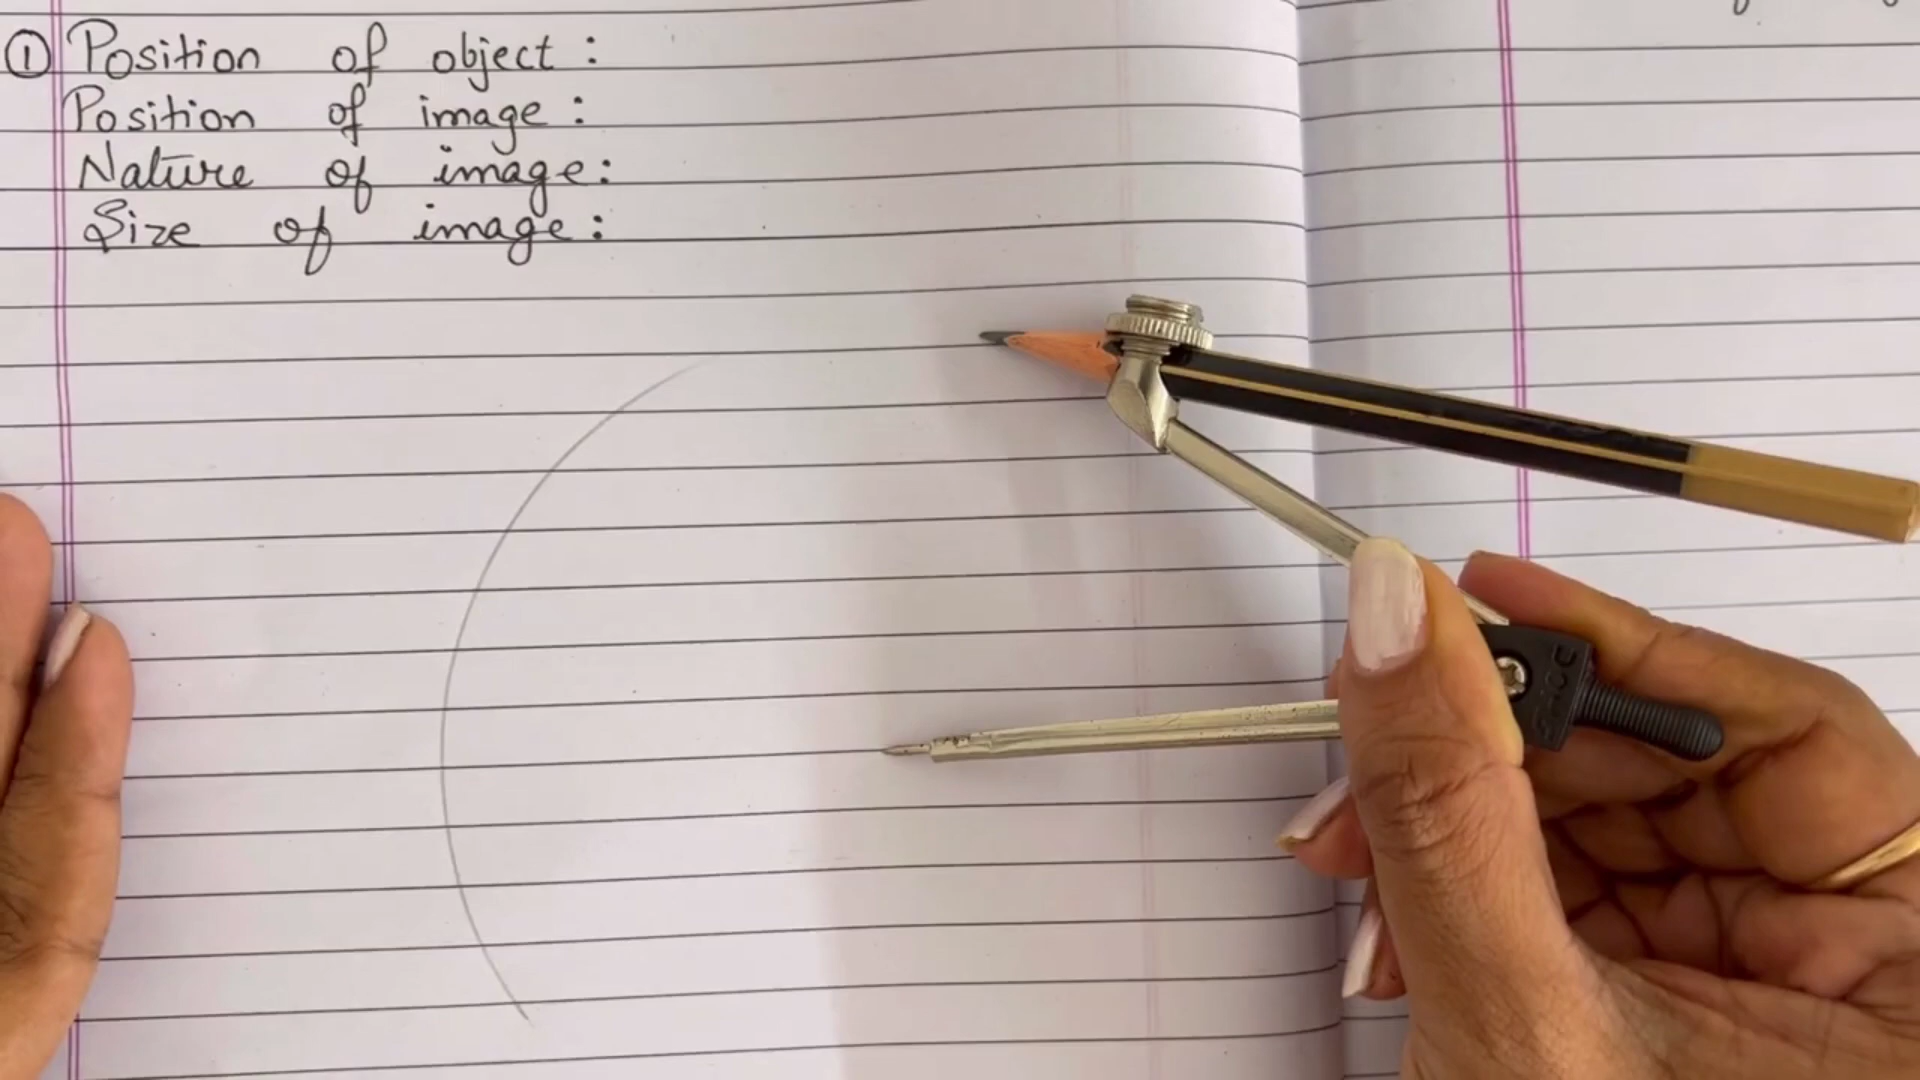 ① Position of object :
Position of image :
Nature of image:
Size of image: